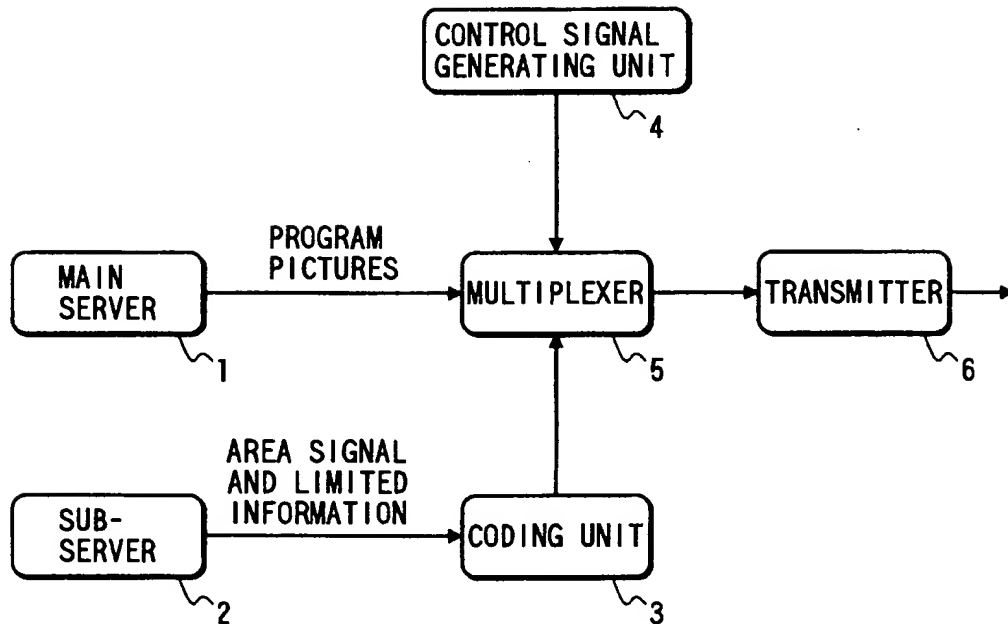 CONTROL SIGNAL
GENERATING UNIT
4
PROGRAM
PICTURES
MAIN
SERVER
1
MULTIPLEXER
5
TRANSMITTER
6
AREA SIGNAL
AND LIMITED
INFORMATION
SUB-
SERVER
2
CODING UNIT
3